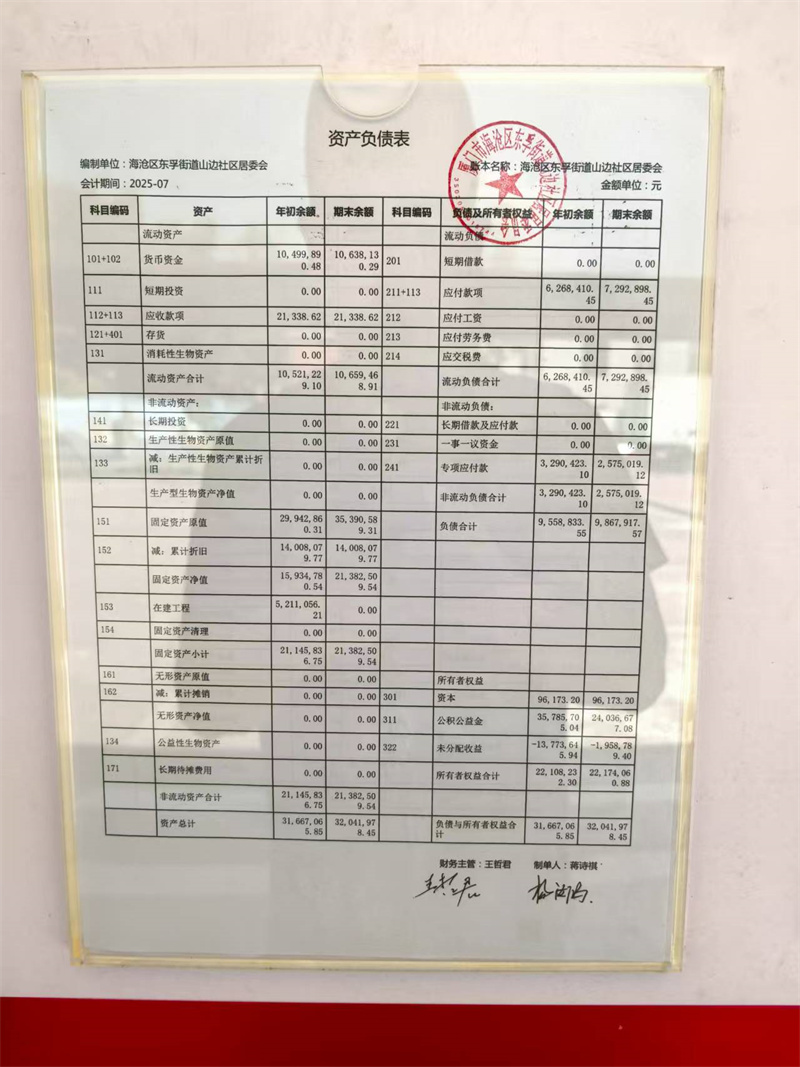 资产负债表
编制单位：海沧区东孚街道山边社区居委会 账本名称：海沧区东孚街道山边社区居委会
会计期间：2025-07 金额单位：元
科目编码 资产 年初余额 期末余额 科目编码 负债及所有者权益 年初余额 期末余额
流动资产 流动负债
101+102 货币资金 10,499,890.48 10,638,130.29 201 短期借款 0.00 0.00
111 短期投资 0.00 0.00 211+113 应付款项 6,268,410.45 7,292,898.45
112+113 应收款项 21,338.62 21,338.62 212 应付工资 0.00 0.00
121+401 存货 0.00 0.00 213 应付劳务费 0.00 0.00
131 消耗性生物资产 0.00 0.00 214 应交税费 0.00 0.00
流动资产合计 10,521,229.10 10,659,468.91 流动负债合计 6,268,410.45 7,292,898.45
非流动资产： 非流动负债：
141 长期投资 0.00 0.00 221 长期借款及应付款 0.00 0.00
132 生产性生物资产原值 0.00 0.00 231 一事一议资金 0.00 0.00
133 减：生产性生物资产累计折旧 0.00 0.00 241 专项应付款 3,290,423.10 2,575,019.12
生产型生物资产净值 0.00 0.00 非流动负债合计 3,290,423.10 2,575,019.12
151 固定资产原值 29,942,860.31 35,390,589.31 负债合计 9,558,833.55 9,867,917.57
152 减：累计折旧 14,008,079.77 14,008,079.77
固定资产净值 15,934,780.54 21,382,509.54
153 在建工程 5,211,056.21 0.00
154 固定资产清理 0.00 0.00
固定资产小计 21,145,836.75 21,382,509.54
161 无形资产原值 0.00 0.00 所有者权益
162 减：累计摊销 0.00 0.00 301 资本 96,173.20 96,173.20
无形资产净值 0.00 0.00 311 公积公益金 35,785,705.04 24,036,677.08
134 公益性生物资产 0.00 0.00 322 未分配收益 -13,773,645.94 -1,958,789.40
171 长期待摊费用 0.00 0.00 所有者权益合计 22,108,232.30 22,174,060.88
非流动资产合计 21,145,836.75 21,382,509.54
资产总计 31,667,065.85 32,041,978.45 负债与所有者权益合计 31,667,065.85 32,041,978.45
财务主管：王哲君 制单人：蒋诗祺